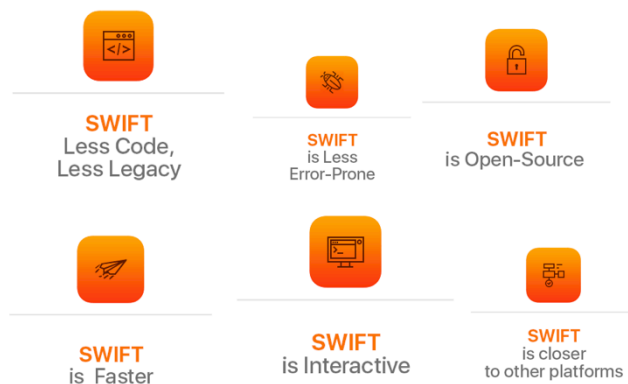 SWIFT
Less Code,
Less Legacy
SWIFT
is Less
Error-Prone
SWIFT
is Open-Source
SWIFT
is Faster
SWIFT
is Interactive
SWIFT
is closer
to other platforms